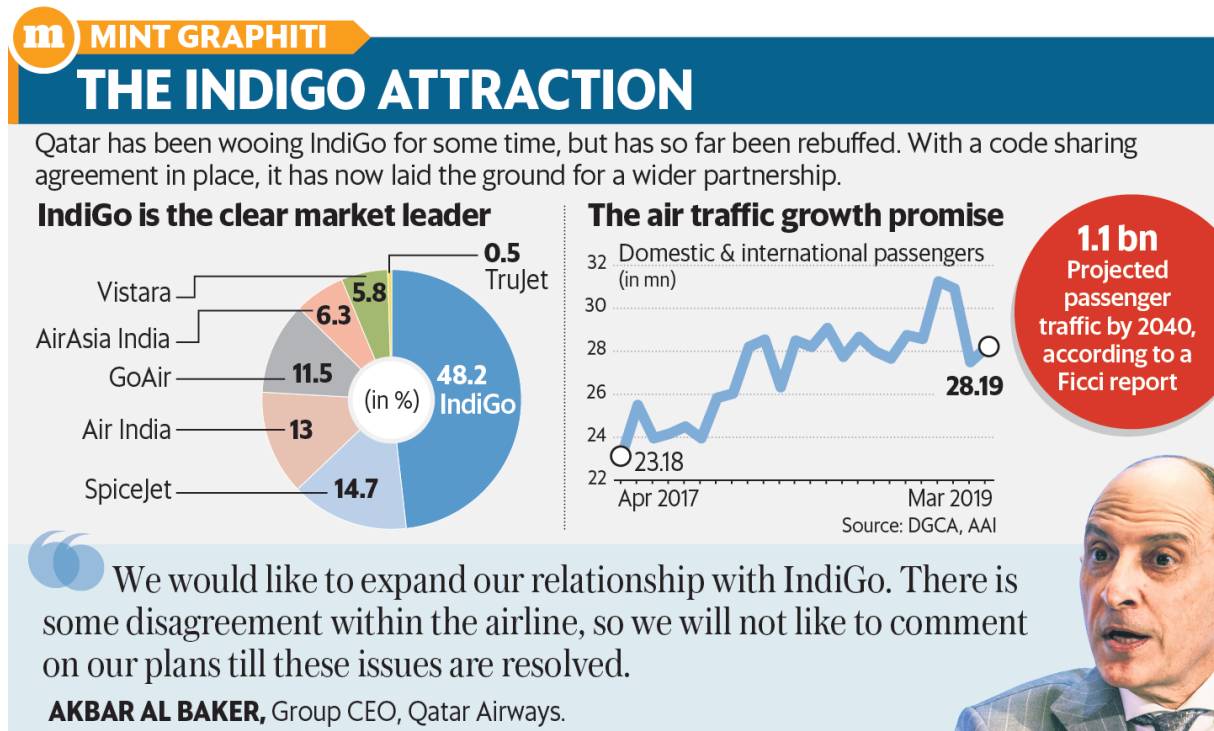 m MINT GRAPHITI
THE INDIGO ATTRACTION
Qatar has been wooing IndiGo for some time, but has so far been rebuffed. With a code sharing
agreement in place, it has now laid the ground for a wider partnership.
IndiGo is the clear market leader
0.5
TruJet
Vistara
5.8
AirAsia India
6.3
GoAir
11.5
Air India
13
SpiceJet
14.7
(in %)
48.2
IndiGo
The air traffic growth promise
Domestic & international passengers
(in mn)
32
30
28
26
24
22
23.18
28.19
Apr 2017
Mar 2019
Source: DGCA, AAI
1.1 bn
Projected
passenger
traffic by 2040,
according to a
Ficci report
We would like to expand our relationship with IndiGo. There is
some disagreement within the airline, so we will not like to comment
on our plans till these issues are resolved.
AKBAR AL BAKER, Group CEO, Qatar Airways.